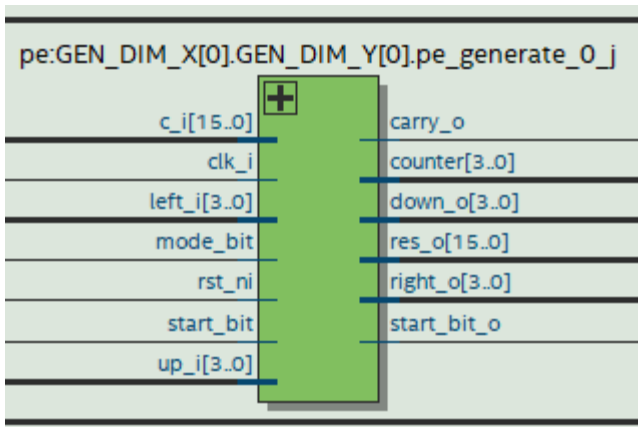 pe:GEN_DIM_X[0].GEN_DIM_Y[0].pe_generate_0_j
c_i[15..0]
carry_o
clk_i
counter[3..0]
left_i[3..0]
down_o[3..0]
mode_bit
res_o[15..0]
rst_ni
right_o[3..0]
start_bit
start_bit_o
up_i[3..0]